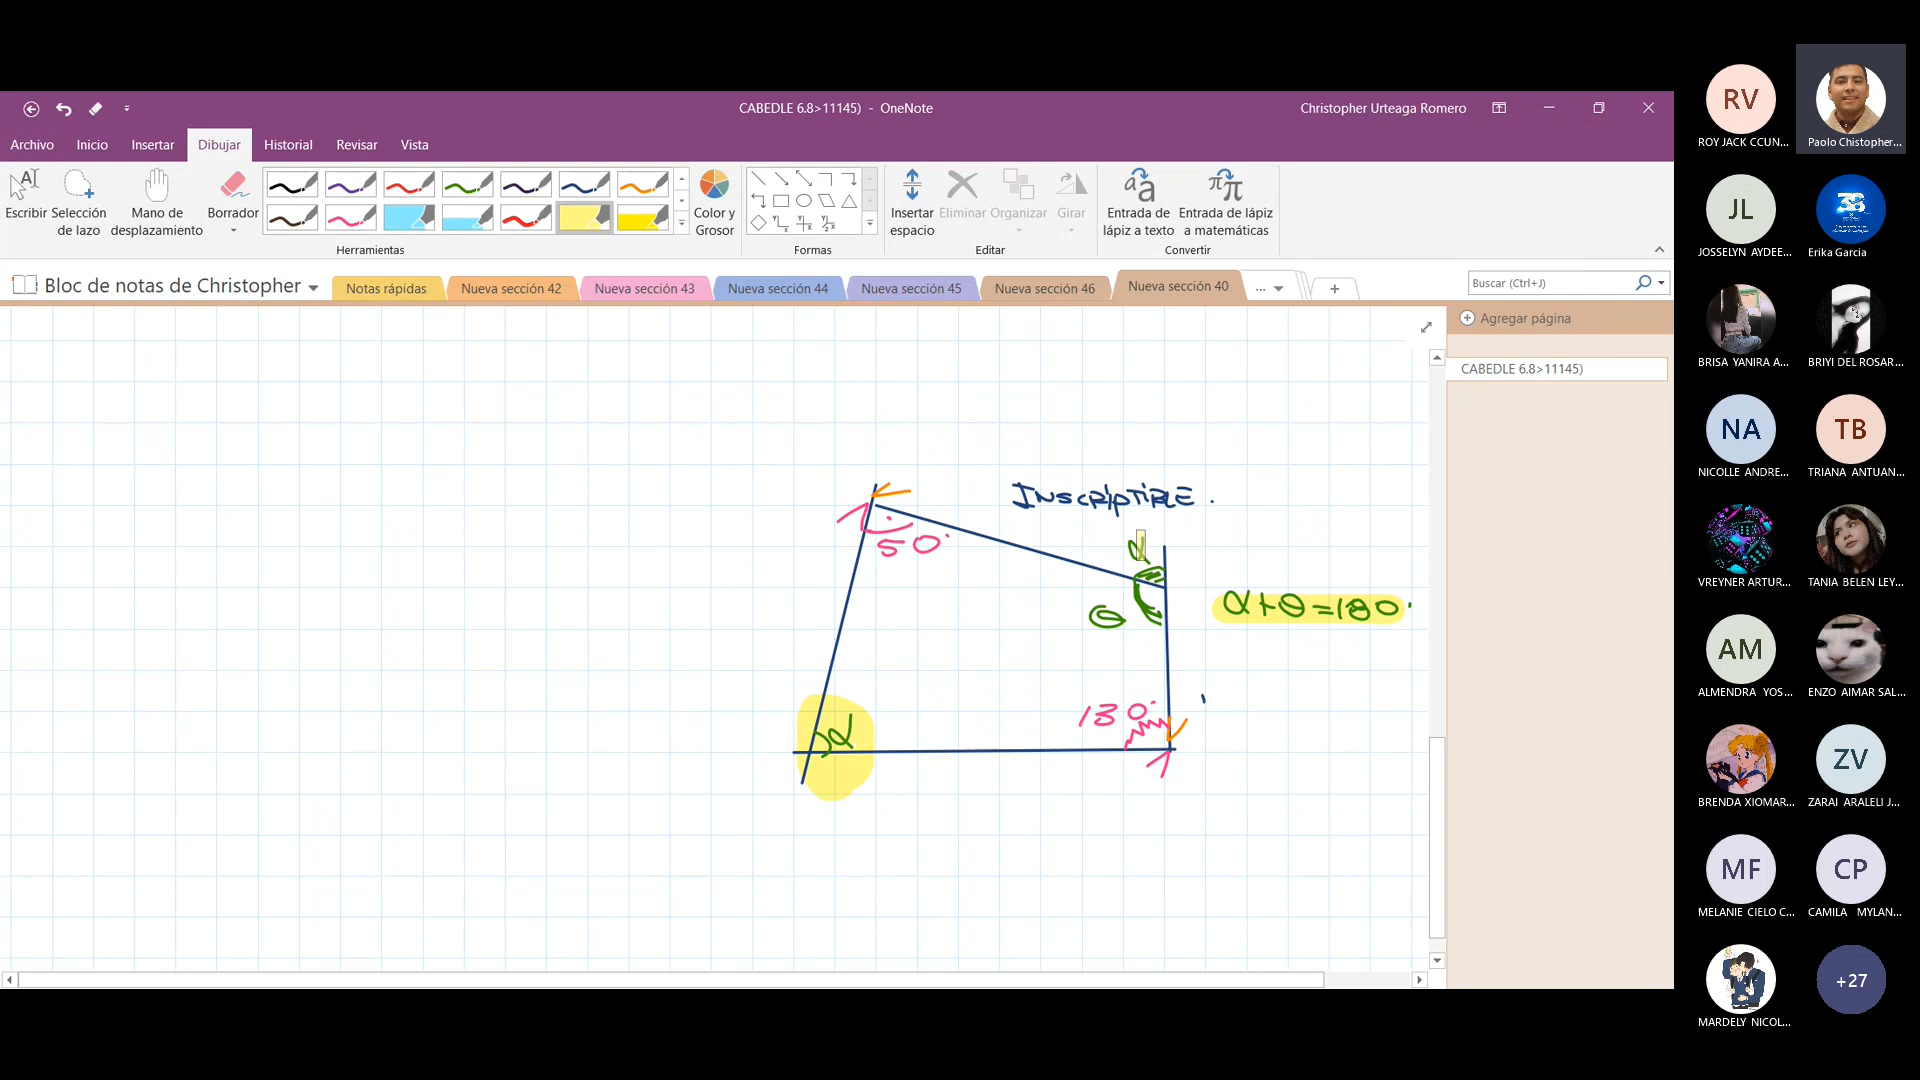 CABEDLE 6.8>11145) - OneNote
Christopher Urteaga Romero
Archivo Inicio Insertar Dibujar Historial Revisar Vista
Escribir
Selección de lazo
Mano de desplazamiento
Borrador
Color y Grosor
Insertar espacio
Eliminar
Organizar
Girar
Entrada de lápiz a texto
Entrada de lápiz a matemáticas
Herramientas
Formas
Editar
Convertir
Bloc de notas de Christopher
Notas rápidas
Nueva sección 42
Nueva sección 43
Nueva sección 44
Nueva sección 45
Nueva sección 46
Nueva sección 40
...
Buscar (Ctrl+J)
Agregar página
CABEDLE 6.8>11145)
INSCRIPTIBLE.
50°
α
θ
α+θ=180°
130°
α
RV
ROY JACK CCUN...
Paolo Chistopher...
JL
JOSSELYN AYDEE...
38
Erika Garcia
BRISA YANIRA A...
BRIYI DEL ROSAR...
NA
NICOLLE ANDRE...
TB
TRIANA ANTUAN...
VREYNER ARTUR...
TANIA BELEN LEY...
AM
ALMENDRA YOS...
ENZO AIMAR SAL...
BRENDA XIOMAR...
ZV
ZARAI ARALELI J...
MF
MELANIE CIELO C...
CP
CAMILA MYLAN...
MARDELY NICOL...
+27